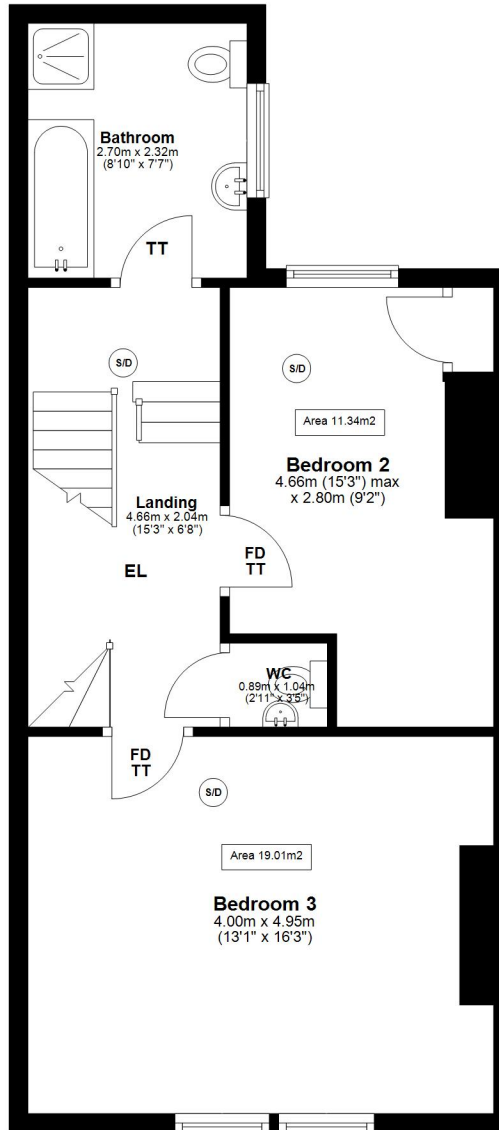 Bathroom
2.70m x 2.32m
(8'10" x 7'7")
TT
S/D
S/D
Area 11.34m2
Bedroom 2
4.66m (15'3") max
x 2.80m (9'2")
Landing
4.66m x 2.04m
(15'3" x 6'8")
FD
TT
EL
WC
0.89m x 1.04m
(2'11" x 3'5")
FD
TT
S/D
Area 19.01m2
Bedroom 3
4.00m x 4.95m
(13'1" x 16'3")